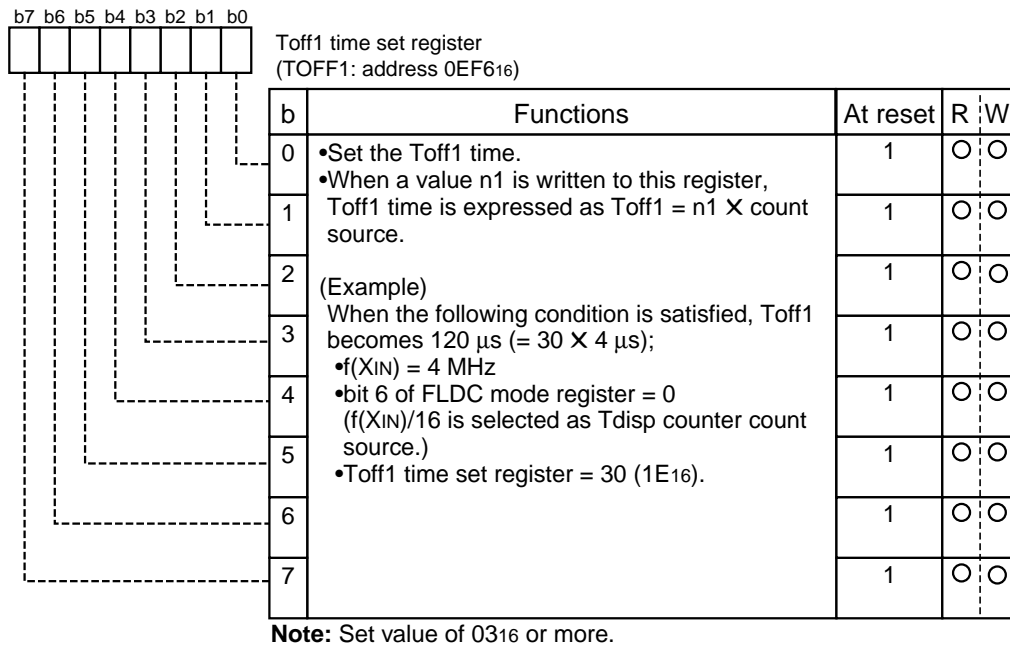 b7 b6 b5 b4 b3 b2 b1 b0
Toff1 time set register
(TOFF1: address 0EF616)
b Functions At reset R W
0 •Set the Toff1 time. 1 ○ ○
•When a value n1 is written to this register,
1 Toff1 time is expressed as Toff1 = n1 ✕ count 1 ○ ○
source.
2 (Example) 1 ○ ○
When the following condition is satisfied, Toff1
3 becomes 120 µs (= 30 ✕ 4 µs); 1 ○ ○
•f(XIN) = 4 MHz
4 •bit 6 of FLDC mode register = 0 1 ○ ○
(f(XIN)/16 is selected as Tdisp counter count
5 source.) 1 ○ ○
•Toff1 time set register = 30 (1E16).
6 1 ○ ○
7 1 ○ ○
Note: Set value of 0316 or more.